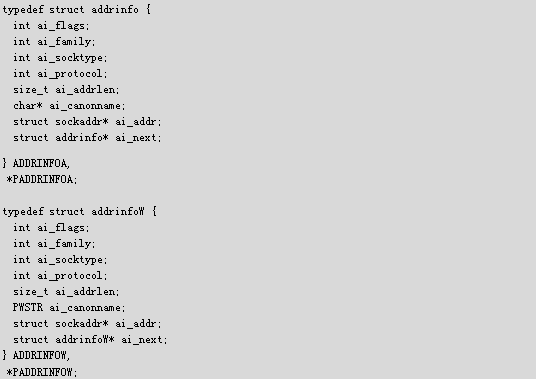 typedef struct addrinfo {
  int ai_flags;
  int ai_family;
  int ai_socktype;
  int ai_protocol;
  size_t ai_addrlen;
  char* ai_canonname;
  struct sockaddr* ai_addr;
  struct addrinfo* ai_next;
} ADDRINFOA,
 *PADDRINFOA;
typedef struct addrinfoW {
  int ai_flags;
  int ai_family;
  int ai_socktype;
  int ai_protocol;
  size_t ai_addrlen;
  PWSTR ai_canonname;
  struct sockaddr* ai_addr;
  struct addrinfoW* ai_next;
} ADDRINFOW,
 *PADDRINFOW;